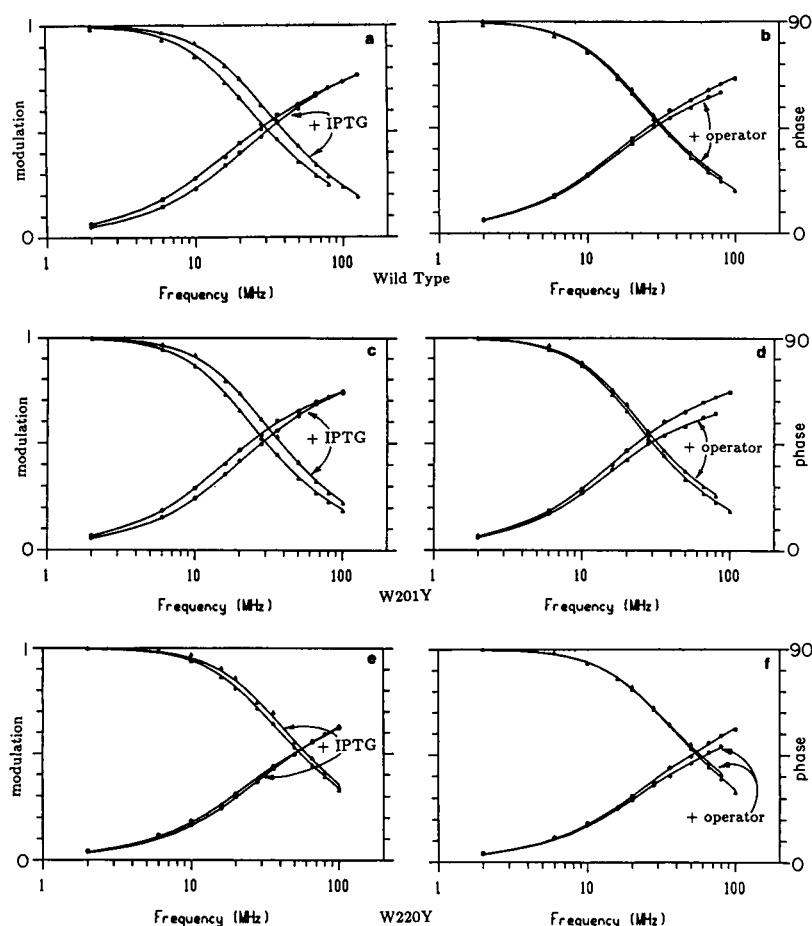 1 a b 90
modulation + IPTG + operator phase
0
1 10 100 1 10 100
Wild Type
Frequency (MHz) Frequency (MHz)
1 c d 90
modulation + IPTG + operator phase
0 0
1 10 100 1 10 100
W201Y
Frequency (MHz) Frequency (MHz)
1 e f 90
modulation + IPTG + operator phase
0 0
1 10 100 1 10 100
Frequency (MHz) W220Y Frequency (MHz)